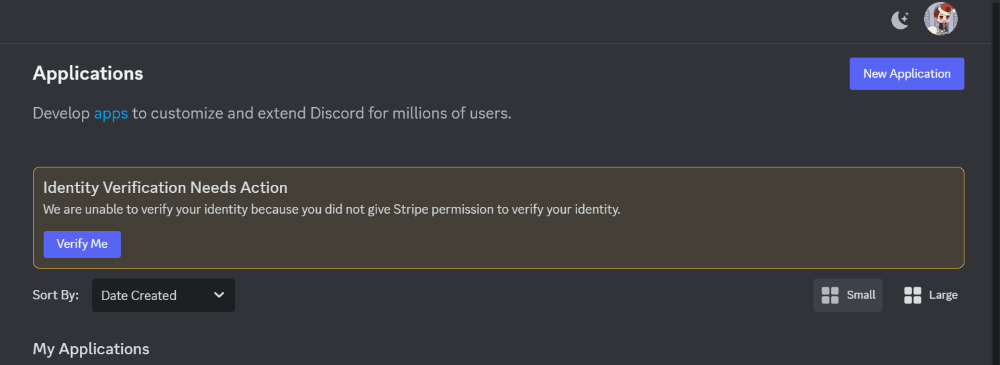 Applications
New Application
Develop apps to customize and extend Discord for millions of users.
Identity Verification Needs Action
We are unable to verify your identity because you did not give Stripe permission to verify your identity.
Verify Me
Sort By: Date Created Small Large
My Applications